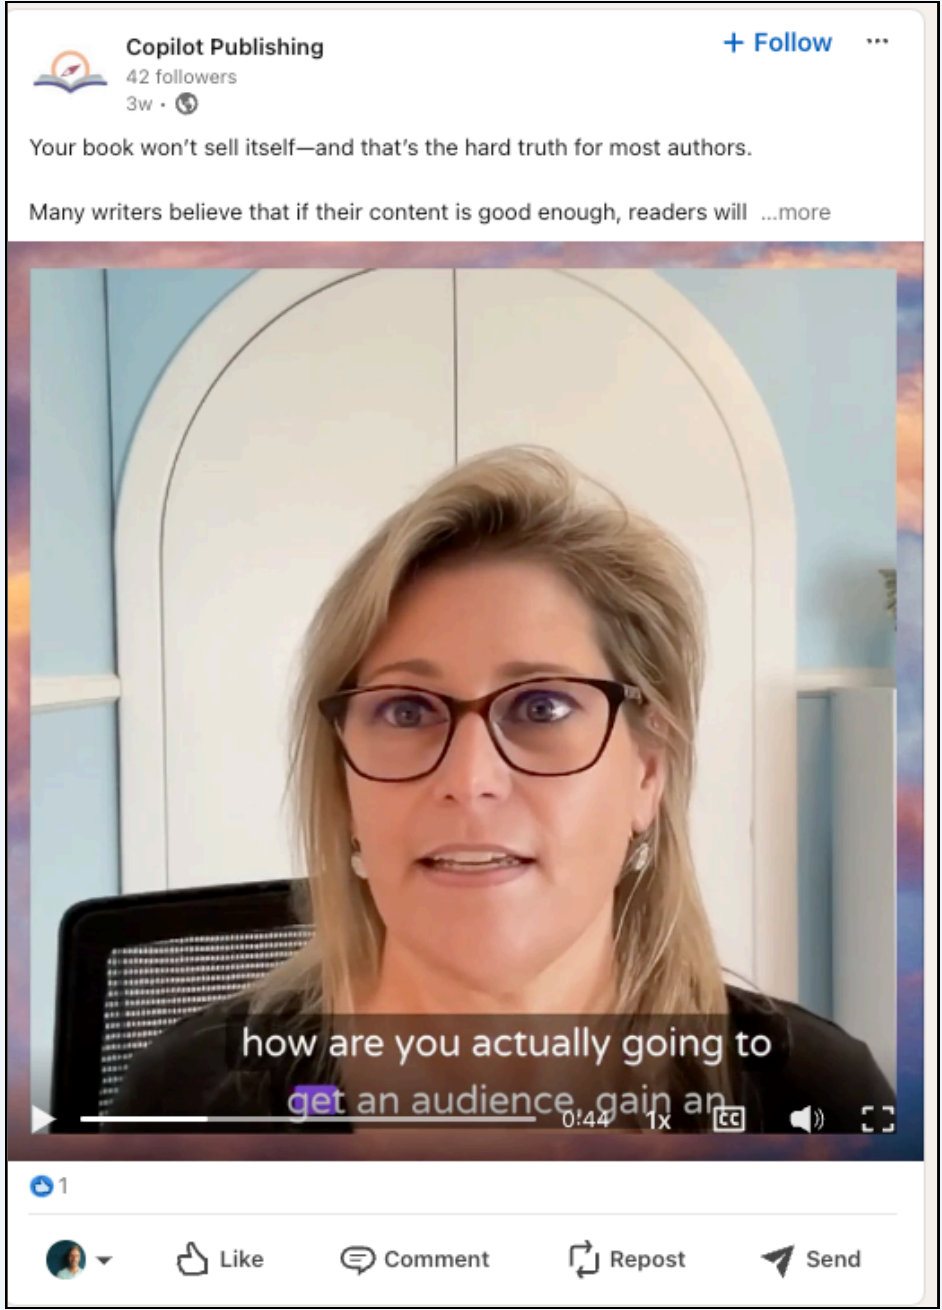 Copilot Publishing
+ Follow
42 followers
3w •
Your book won’t sell itself—and that’s the hard truth for most authors.
Many writers believe that if their content is good enough, readers will ...more
how are you actually going to
get an audience, gain an
0:44 1x CC
1
Like Comment Repost Send